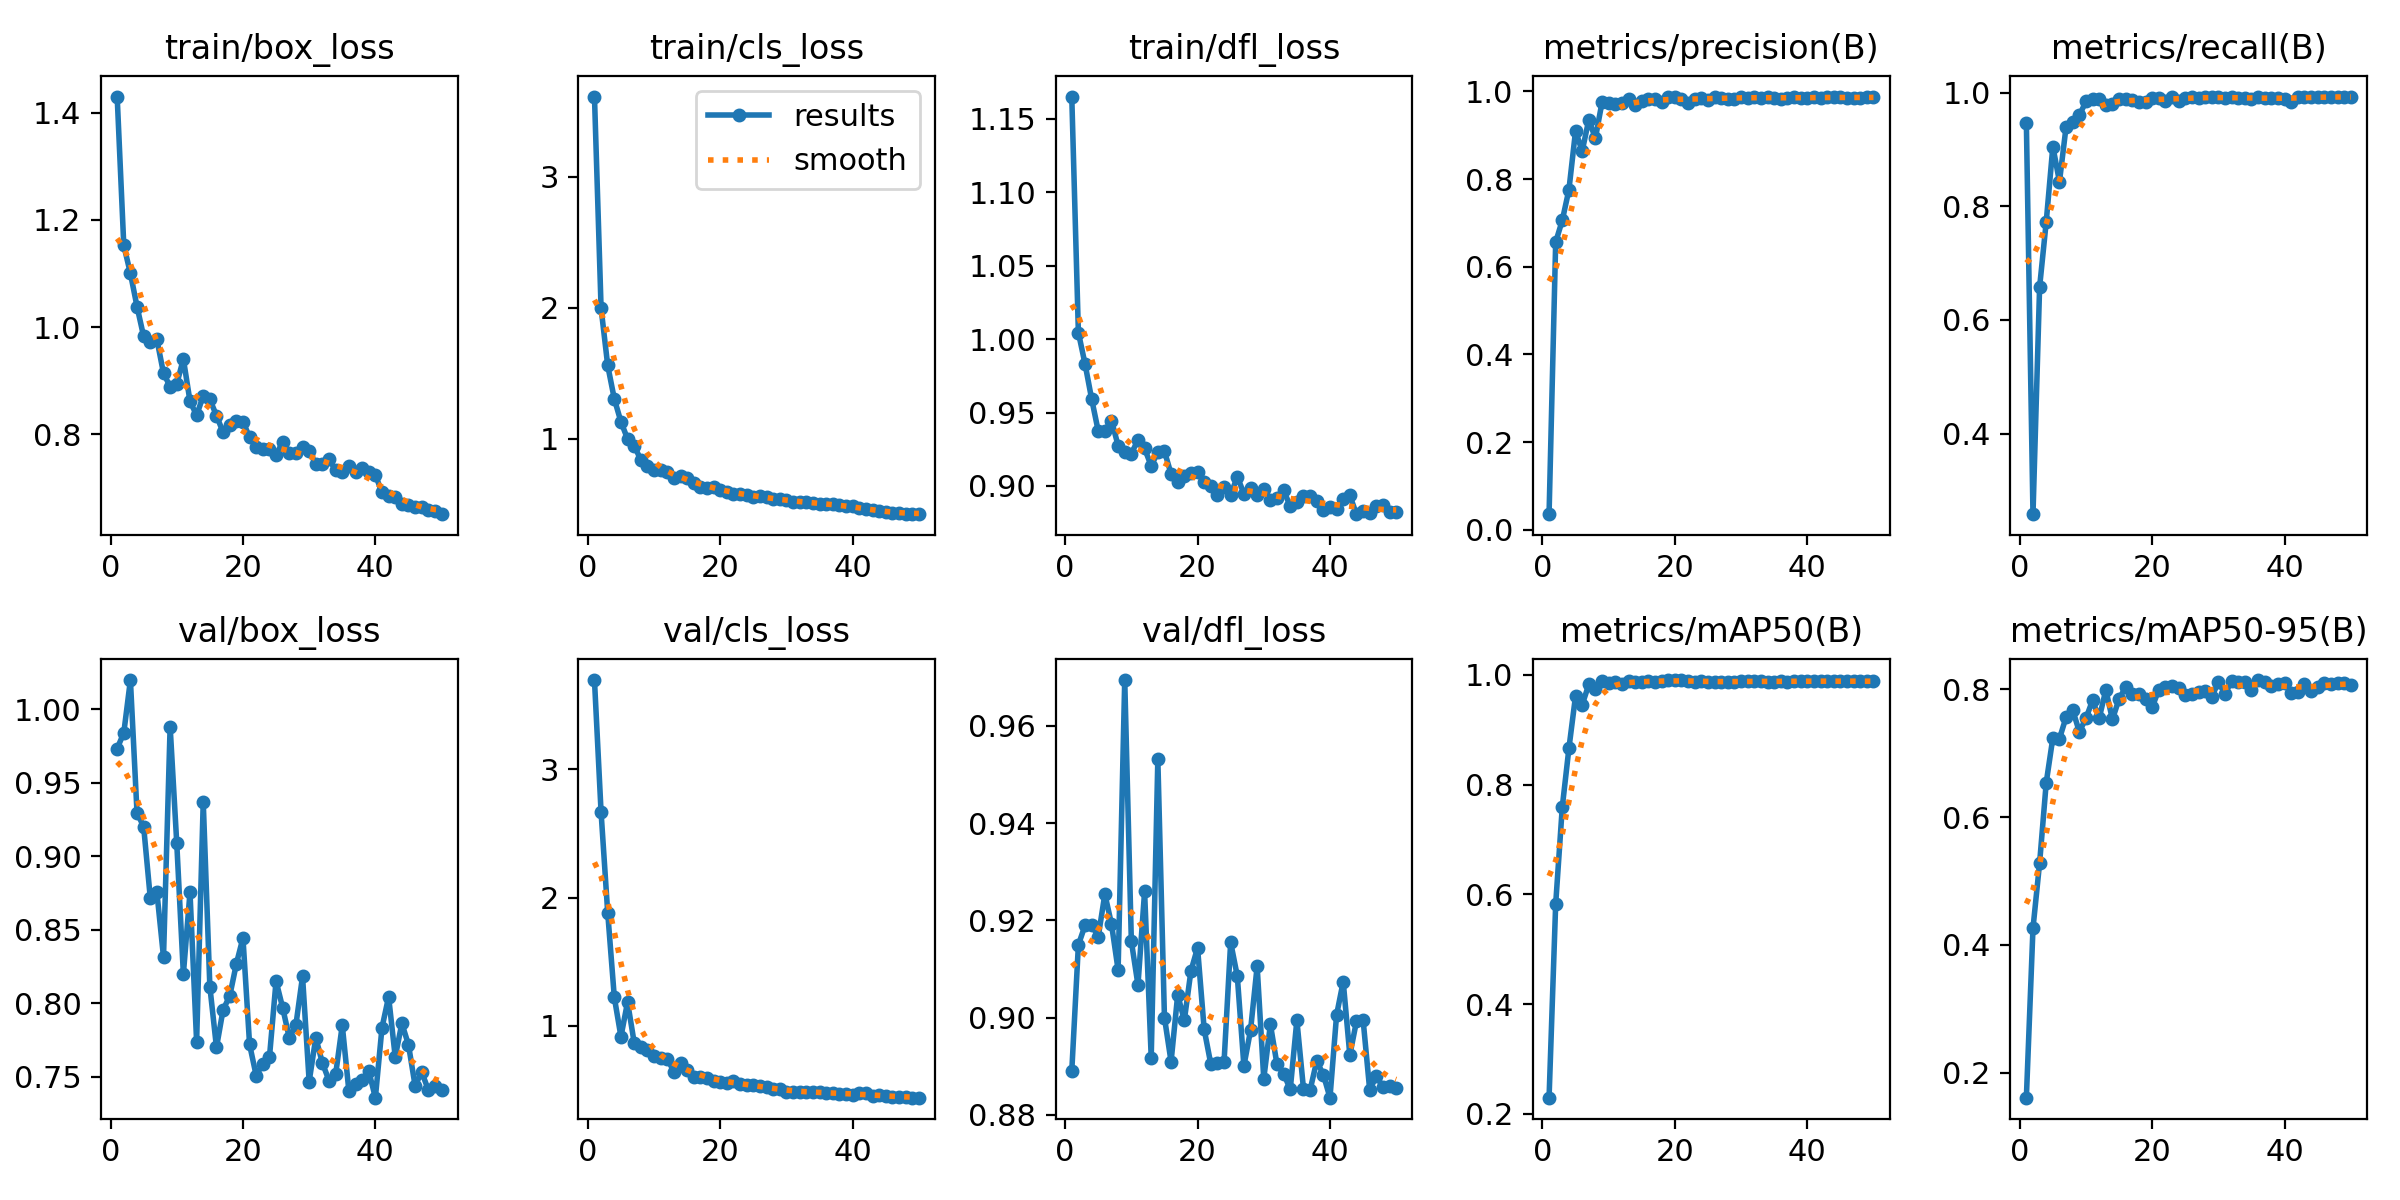 train/box_loss
1.4
1.2
1.0
0.8
0 20 40
train/cls_loss
results
smooth
3
2
1
0 20 40
train/dfl_loss
1.15
1.10
1.05
1.00
0.95
0.90
0 20 40
metrics/precision(B)
1.0
0.8
0.6
0.4
0.2
0.0
0 20 40
metrics/recall(B)
1.0
0.8
0.6
0.4
0 20 40
val/box_loss
1.00
0.95
0.90
0.85
0.80
0.75
0 20 40
val/cls_loss
3
2
1
0 20 40
val/dfl_loss
0.96
0.94
0.92
0.90
0.88
0 20 40
metrics/mAP50(B)
1.0
0.8
0.6
0.4
0.2
0 20 40
metrics/mAP50-95(B)
0.8
0.6
0.4
0.2
0 20 40